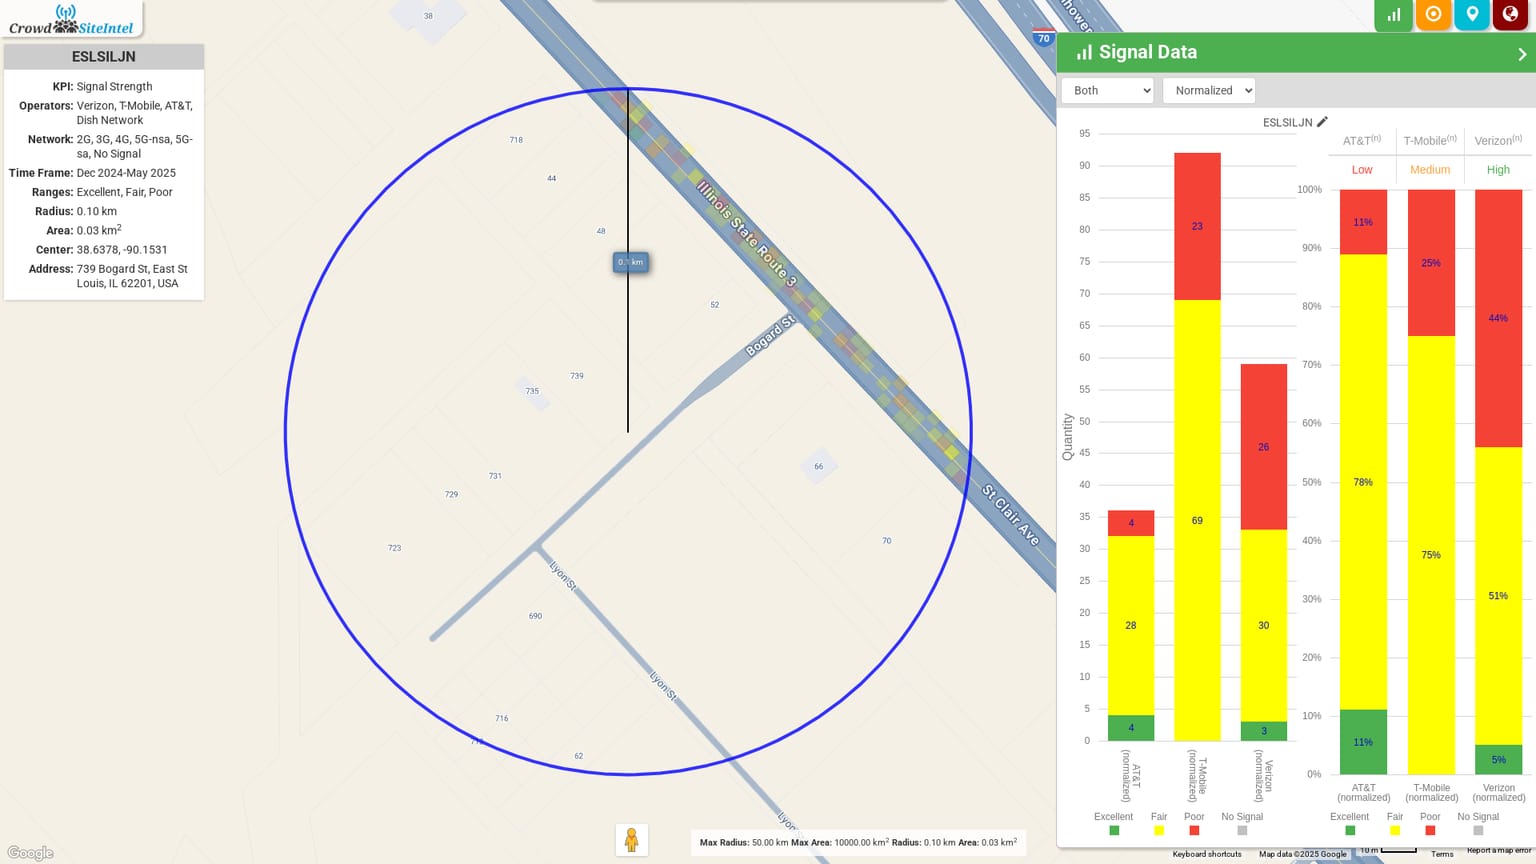 Crowd SiteIntel
ESLSILJN
KPI: Signal Strength
Operators: Verizon, T-Mobile, AT&T,
Dish Network
Network: 2G, 3G, 4G, 5G-nsa, 5G-
sa, No Signal
Time Frame: Dec 2024-May 2025
Ranges: Excellent, Fair, Poor
Radius: 0.10 km
Area: 0.03 km²
Center: 38.6378, -90.1531
Address: 739 Bogard St, East St
Louis, IL 62201, USA
38
718
44
48
52
735
739
731
729
723
66
70
690
716
62
Illinois State Route 3
Bogard St
St Clair Ave
Lyon St
Lyon St
70
Signal Data
Both
Normalized
ESLSILJN
Quantity
95
90
85
80
75
70
65
60
55
50
45
40
35
30
25
20
15
10
5
0
4
28
4
23
69
26
30
3
AT&T (normalized)
T-Mobile (normalized)
Verizon (normalized)
Excellent Fair Poor No Signal
AT&T(n) T-Mobile(n) Verizon(n)
Low Medium High
100%
90%
80%
70%
60%
50%
40%
30%
20%
10%
0%
11%
78%
11%
25%
75%
44%
51%
5%
AT&T (normalized)
T-Mobile (normalized)
Verizon (normalized)
Excellent Fair Poor No Signal
Max Radius: 50.00 km Max Area: 10000.00 km² Radius: 0.10 km Area: 0.03 km²
Google
Keyboard shortcuts Map data ©2025 Google 10 m Terms Report a map error